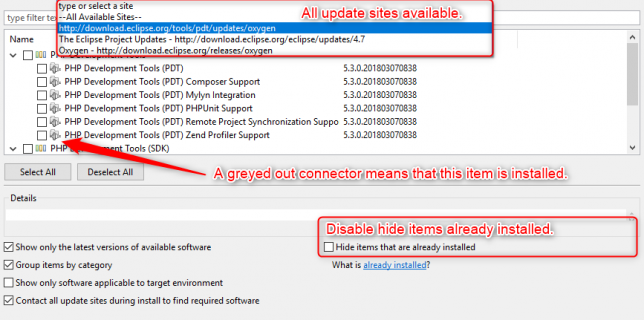 type or select a site
--All Available Sites--
All update sites available.
type filter tex
http://download.eclipse.org/tools/pdt/updates/oxygen
The Eclipse Project Updates - http://download.eclipse.org/eclipse/updates/4.7
Name
Oxygen - http://download.eclipse.org/releases/oxygen
PHP Development Tools (PDT) 5.3.0.201803070838
PHP Development Tools (PDT) Composer Support 5.3.0.201803070838
PHP Development Tools (PDT) Mylyn Integration 5.3.0.201803070838
PHP Development Tools (PDT) PHPUnit Support 5.3.0.201803070838
PHP Development Tools (PDT) Remote Project Synchronization Suppo 5.3.0.201803070838
PHP Development Tools (PDT) Zend Profiler Support 5.3.0.201803070838
PHP Development Tools (SDK)
Select All Deselect All
A greyed out connector means that this item is installed.
Details
Disable hide items already installed.
Show only the latest versions of available software
Hide items that are already installed
Group items by category
What is already installed?
Show only software applicable to target environment
Contact all update sites during install to find required software